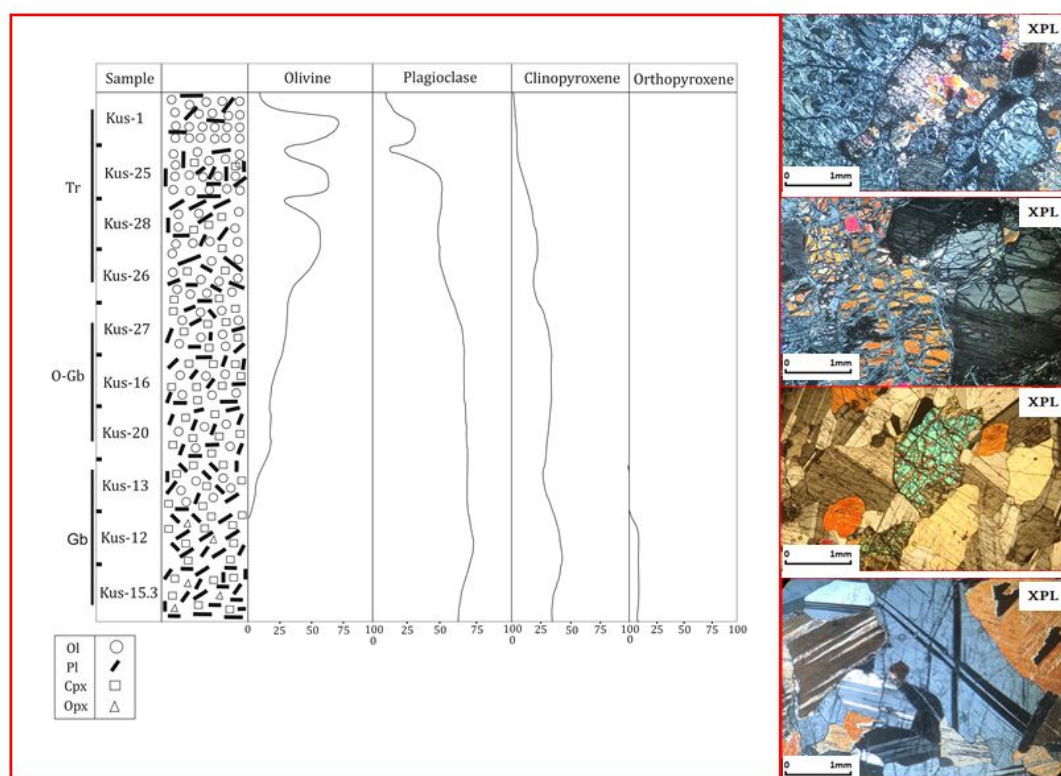 Sample
Olivine
Plagioclase
Clinopyroxene
Orthopyroxene
Kus-1
Kus-25
Tr
Kus-28
Kus-26
Kus-27
O-Gb
Kus-16
Kus-20
Kus-13
Gb
Kus-12
Kus-15.3
0 25 50 75 100
0 25 50 75 100
0 25 50 75 100
0 25 50 75 100
Ol
Pl
Cpx
Opx
XPL
0 1mm
XPL
0 1mm
XPL
0 1mm
XPL
0 1mm